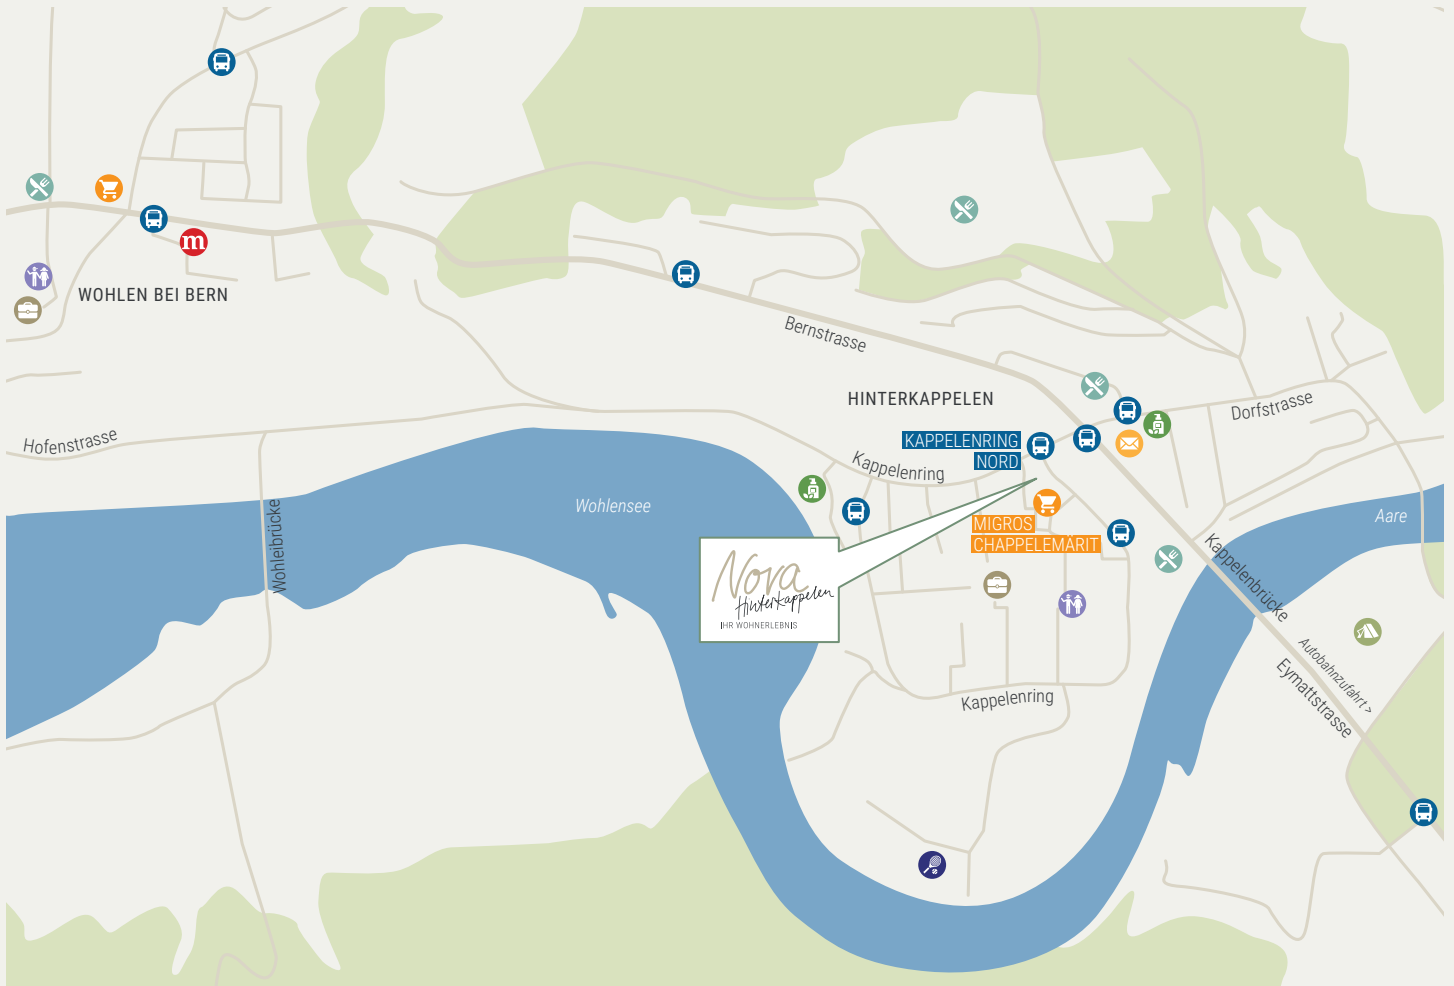 m
WOHLEN BEI BERN
Bernstrasse
HINTERKAPPELEN
Dorfstrasse
Hofenstrasse
KAPPELENRING
NORD
Kappelenring
Wohlensee
Wohleibrücke
MIGROS
CHAPPELEMÄRIT
Aare
Kappelenbrücke
Nova
Hinterkappelen
IHR WOHNERLEBNIS
Autobahnzufahrt >
Eymattstrasse
Kappelenring